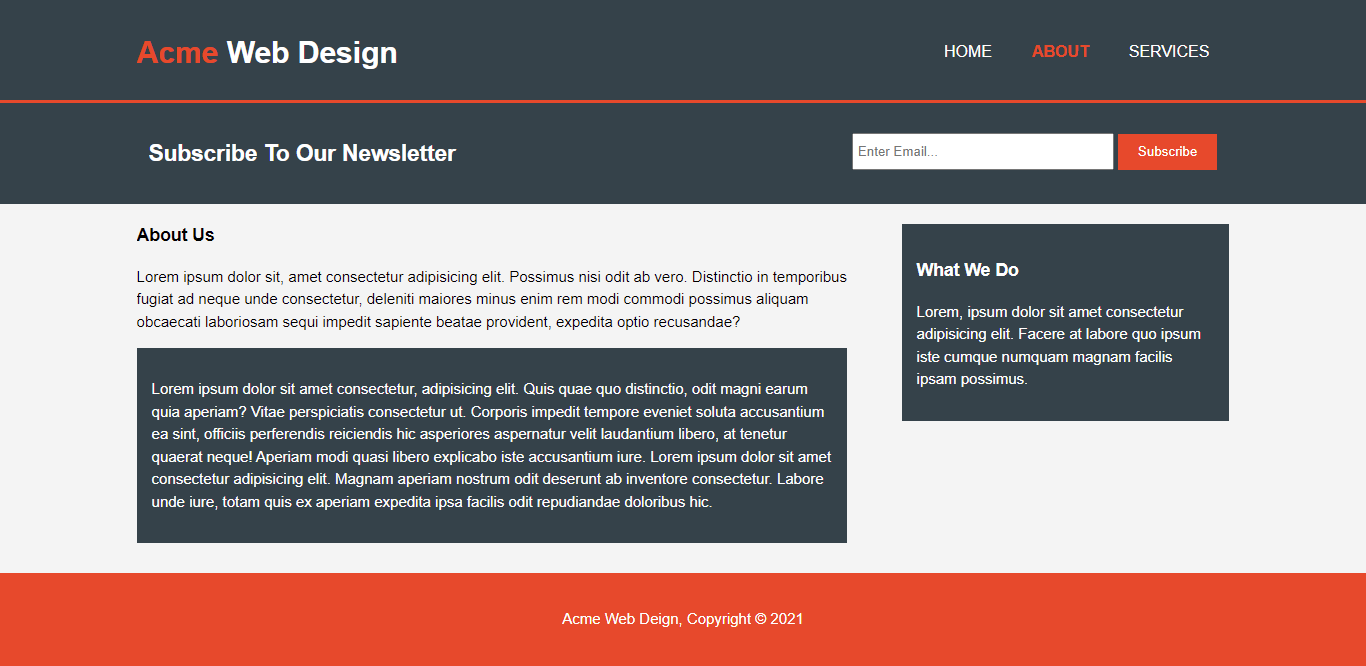 Acme Web Design
HOME ABOUT SERVICES
Subscribe To Our Newsletter
Enter Email...
Subscribe
About Us
Lorem ipsum dolor sit, amet consectetur adipisicing elit. Possimus nisi odit ab vero. Distinctio in temporibus
fugiat ad neque unde consectetur, deleniti maiores minus enim rem modi commodi possimus aliquam
obcaecati laboriosam sequi impedit sapiente beatae provident, expedita optio recusandae?
Lorem ipsum dolor sit amet consectetur, adipisicing elit. Quis quae quo distinctio, odit magni earum
quia aperiam? Vitae perspiciatis consectetur ut. Corporis impedit tempore eveniet soluta accusantium
ea sint, officiis perferendis reiciendis hic asperiores aspernatur velit laudantium libero, at tenetur
quaerat neque! Aperiam modi quasi libero explicabo iste accusantium iure. Lorem ipsum dolor sit amet
consectetur adipisicing elit. Magnam aperiam nostrum odit deserunt ab inventore consectetur. Labore
unde iure, totam quis ex aperiam expedita ipsa facilis odit repudiandae doloribus hic.
What We Do
Lorem, ipsum dolor sit amet consectetur
adipisicing elit. Facere at labore quo ipsum
iste cumque numquam magnam facilis
ipsam possimus.
Acme Web Deign, Copyright © 2021